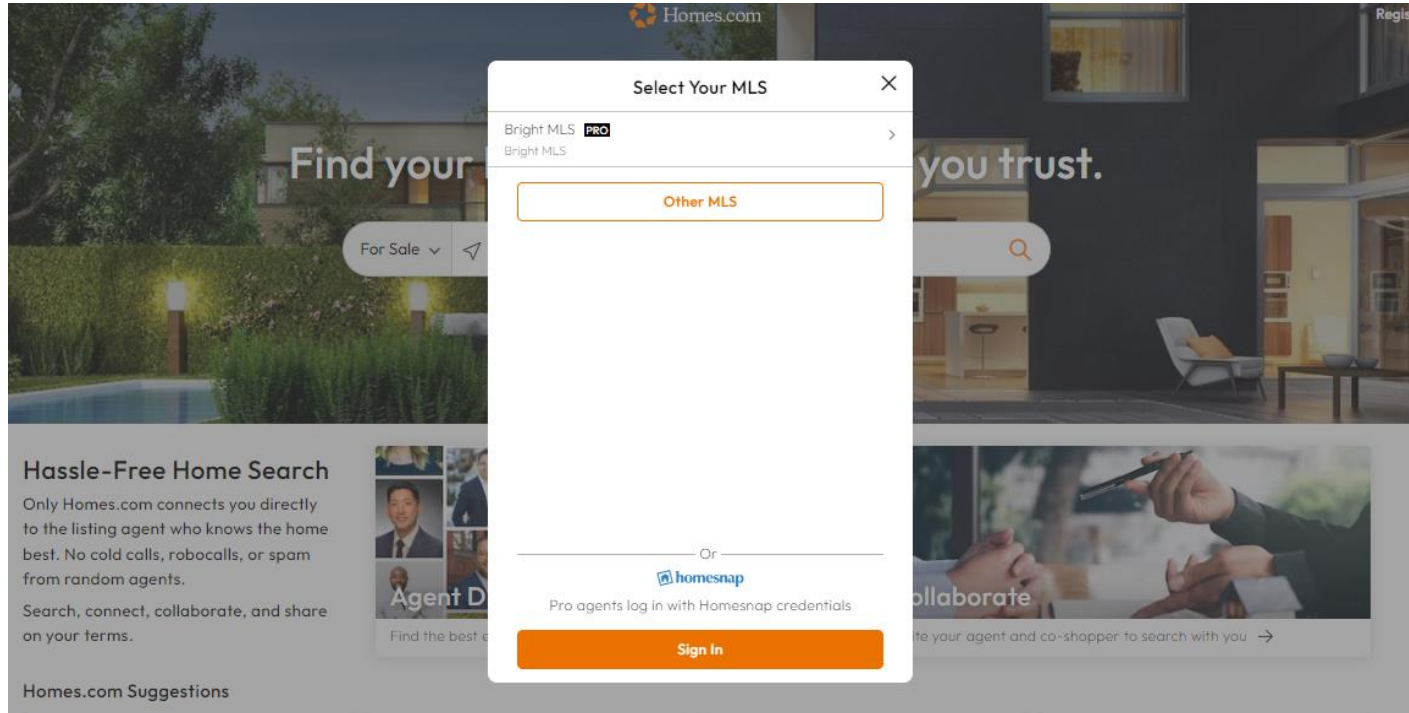 Homes.com
Regis
Select Your MLS
Bright MLS PRO
Bright MLS
Find your
you trust.
Other MLS
For Sale
Hassle-Free Home Search
Only Homes.com connects you directly
to the listing agent who knows the home
best. No cold calls, robocalls, or spam
from random agents.
Search, connect, collaborate, and share
on your terms.
Agent D
Find the best e
Or
homesnap
Pro agents log in with Homesnap credentials
Sign In
ollaborate
ite your agent and co-shopper to search with you
Homes.com Suggestions